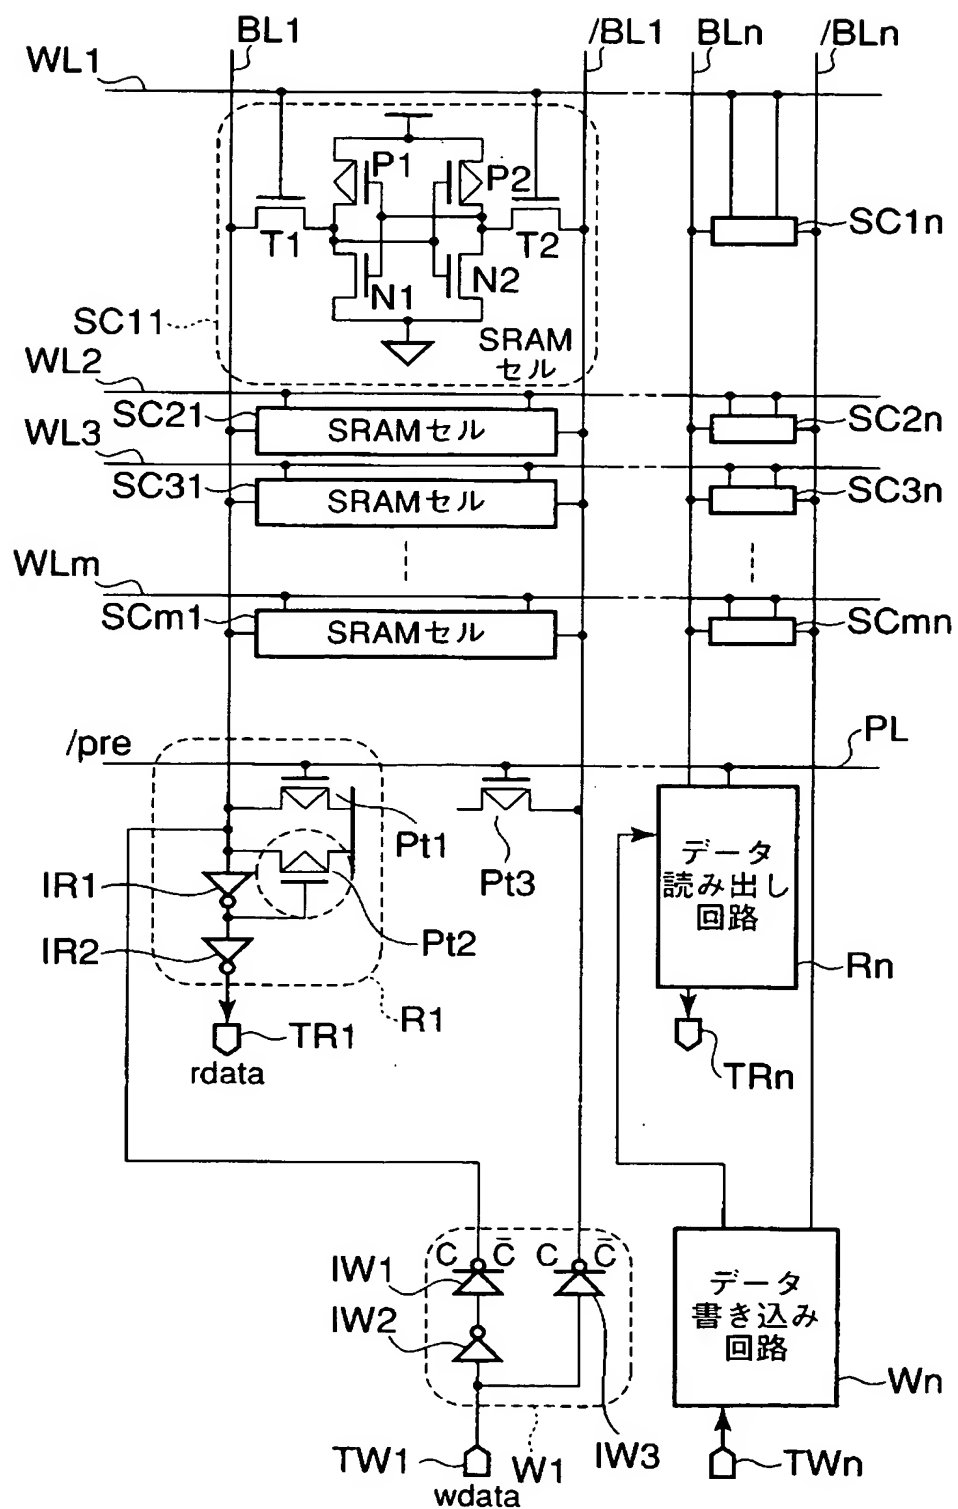 BL1
/BL1
BLn
/BLn
WL1
P1
P2
T1
T2
SC1n
N1
N2
SC11
SRAM
セル
WL2
SC21
SRAMセル
SC2n
WL3
SC31
SRAMセル
SC3n
WLm
SCm1
SRAMセル
SCmn
/pre
PL
Pt1
Pt3
データ
読み出し
回路
IR1
Pt2
IR2
Rn
R1
TR1
rdata
TRn
C C̅ C C̅
IW1
IW2
データ
書き込み
回路
Wn
TW1
W1
IW3
TWn
wdata